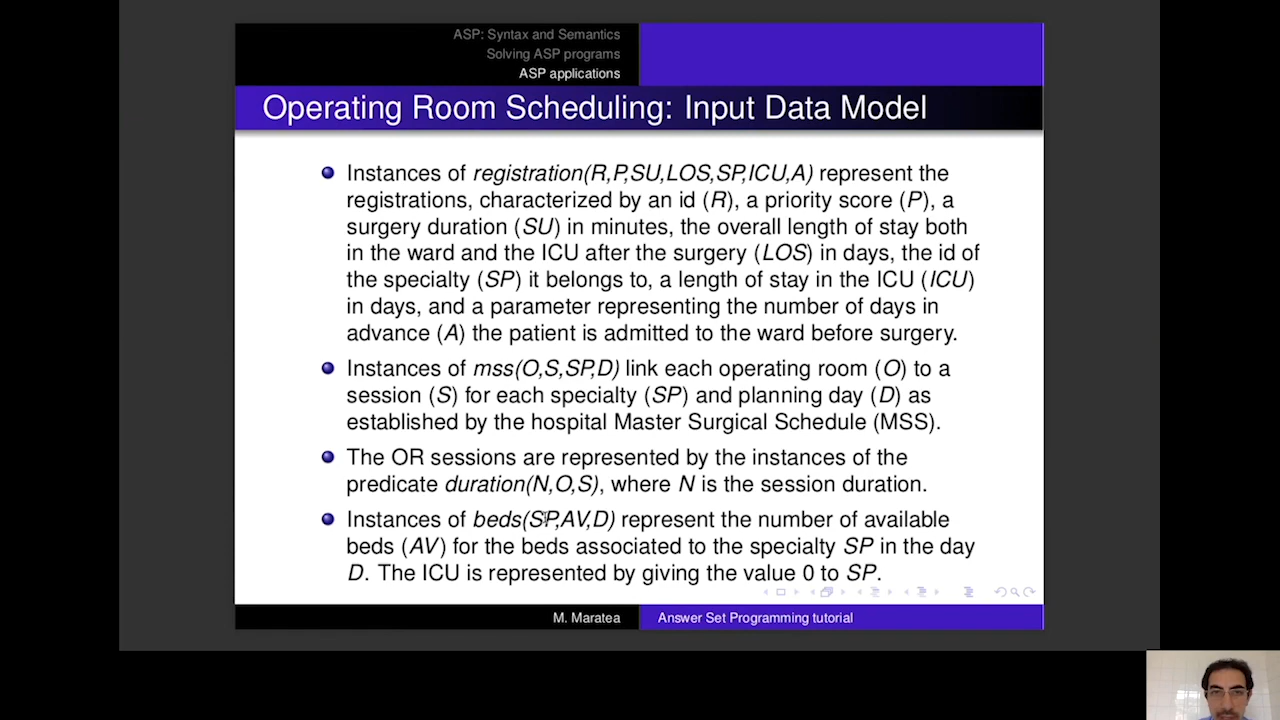 ASP: Syntax and Semantics
Solving ASP programs
ASP applications
Operating Room Scheduling: Input Data Model
Instances of registration(R,P,SU,LOS,SP,ICU,A) represent the
registrations, characterized by an id (R), a priority score (P), a
surgery duration (SU) in minutes, the overall length of stay both
in the ward and the ICU after the surgery (LOS) in days, the id of
the specialty (SP) it belongs to, a length of stay in the ICU (ICU)
in days, and a parameter representing the number of days in
advance (A) the patient is admitted to the ward before surgery.
Instances of mss(O,S,SP,D) link each operating room (O) to a
session (S) for each specialty (SP) and planning day (D) as
established by the hospital Master Surgical Schedule (MSS).
The OR sessions are represented by the instances of the
predicate duration(N,O,S), where N is the session duration.
Instances of beds(SP,AV,D) represent the number of available
beds (AV) for the beds associated to the specialty SP in the day
D. The ICU is represented by giving the value 0 to SP.
M. Maratea
Answer Set Programming tutorial